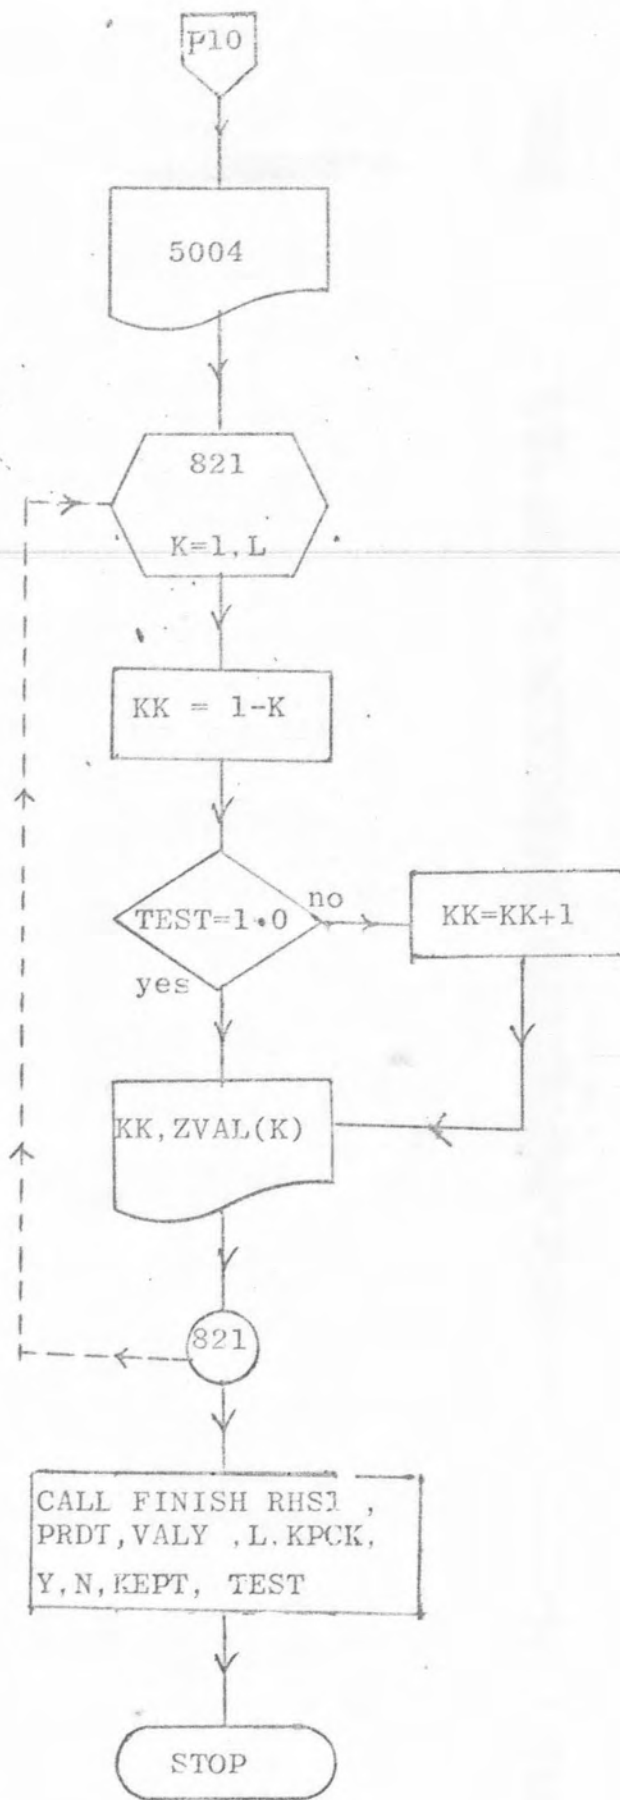 P10
5004
821
K=1,L
KK = 1-K
TEST=1.0
no
yes
KK=KK+1
KK,ZVAL(K)
821
CALL FINISH RHS1 ,
PRDT,VALY ,L.KPCK,
Y,N,KEPT, TEST
STOP